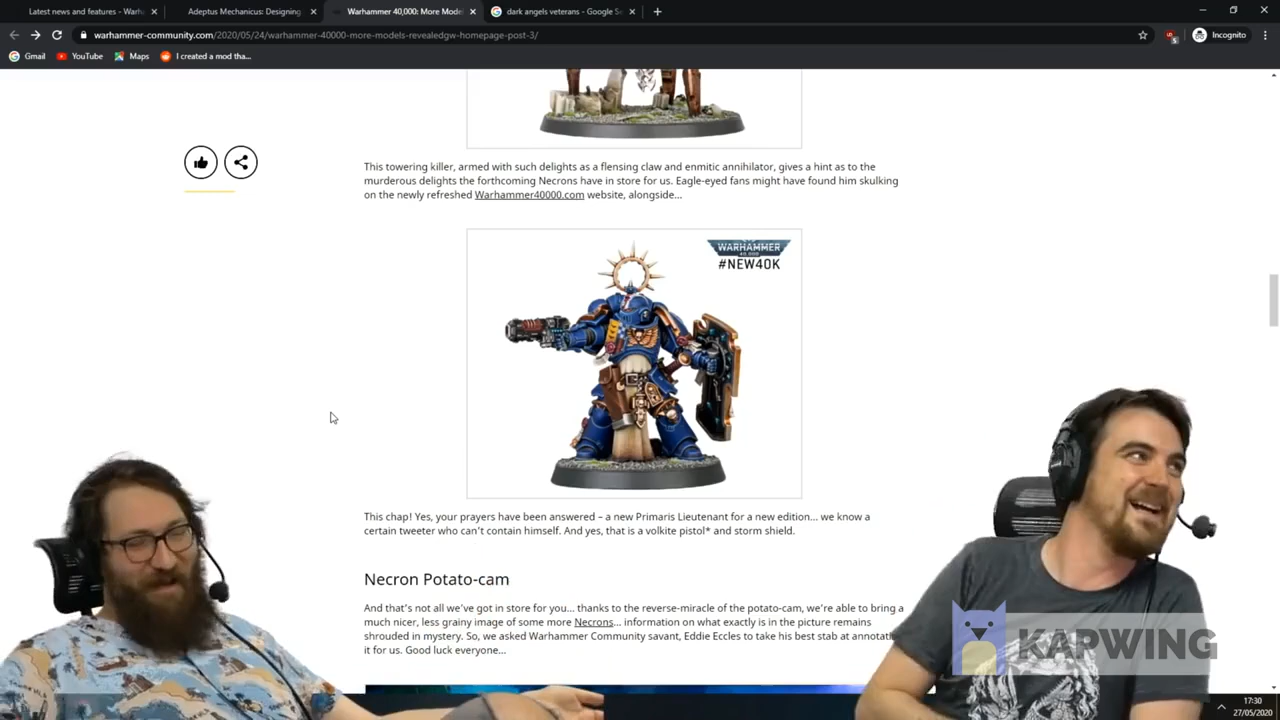 Latest news and features - Warh
Adeptus Mechanicus: Designing
Warhammer 40,000: More Model
dark angels veterans - Google Se
warhammer-community.com/2020/05/24/warhammer-40000-more-models-revealedgw-homepage-post-3/
Incognito
Gmail
YouTube
Maps
I created a mod tha...
This towering killer, armed with such delights as a flensing claw and enmitic annihilator, gives a hint as to the
murderous delights the forthcoming Necrons have in store for us. Eagle-eyed fans might have found him skulking
on the newly refreshed Warhammer40000.com website, alongside...
WARHAMMER
40,000
#NEW40K
This chap! Yes, your prayers have been answered – a new Primaris Lieutenant for a new edition... we know a
certain tweeter who can't contain himself. And yes, that is a volkite pistol* and storm shield.
Necron Potato-cam
And that's not all we've got in store for you... thanks to the reverse-miracle of the potato-cam, we're able to bring a
much nicer, less grainy image of some more Necrons... information on what exactly is in the picture remains
shrouded in mystery. So, we asked Warhammer Community savant, Eddie Eccles to take his best stab at annotati
it for us. Good luck everyone...
KAPWING
17:30
27/05/2020